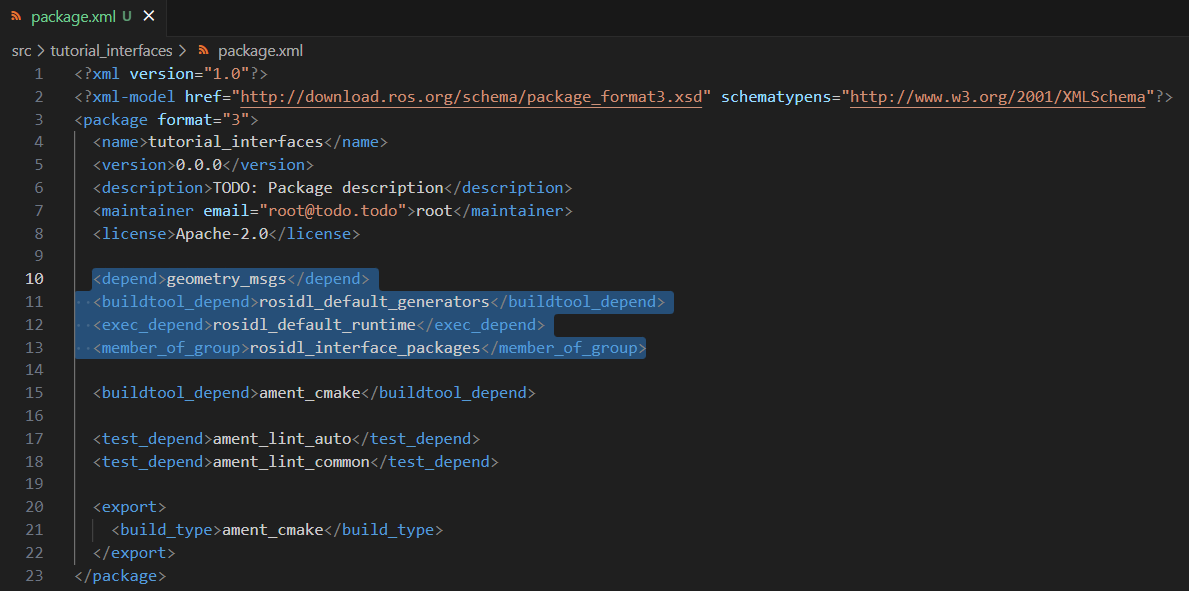 package.xml U ×
src > tutorial_interfaces > package.xml
1 <?xml version="1.0"?>
2 <?xml-model href="http://download.ros.org/schema/package_format3.xsd" schematypens="http://www.w3.org/2001/XMLSchema"?>
3 <package format="3">
4 <name>tutorial_interfaces</name>
5 <version>0.0.0</version>
6 <description>TODO: Package description</description>
7 <maintainer email="root@todo.todo">root</maintainer>
8 <license>Apache-2.0</license>
9
10 <depend>geometry_msgs</depend>
11 <buildtool_depend>rosidl_default_generators</buildtool_depend>
12 <exec_depend>rosidl_default_runtime</exec_depend>
13 <member_of_group>rosidl_interface_packages</member_of_group>
14
15 <buildtool_depend>ament_cmake</buildtool_depend>
16
17 <test_depend>ament_lint_auto</test_depend>
18 <test_depend>ament_lint_common</test_depend>
19
20 <export>
21 <build_type>ament_cmake</build_type>
22 </export>
23 </package>